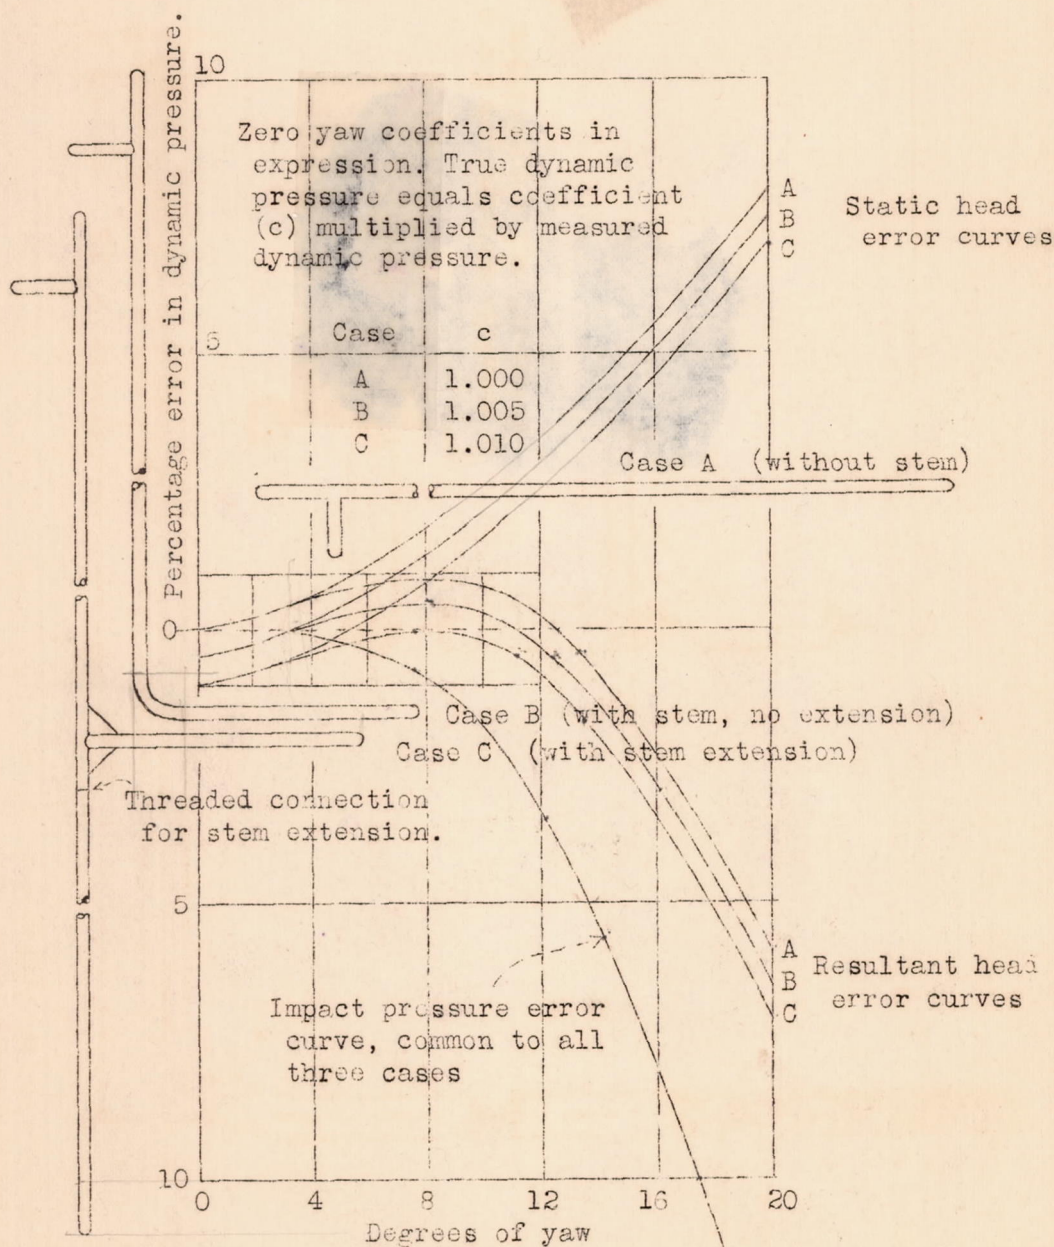 Percentage error in dynamic pressure.
10
Zero yaw coefficients in
expression. True dynamic
pressure equals coefficient
(c) multiplied by measured
dynamic pressure.
Case c
A 1.000
B 1.005
C 1.010
5
A
B
C
Static head
error curves
Case A (without stem)
0
Case B (with stem, no extension)
Case C (with stem extension)
Threaded connection
for stem extension.
5
A
B
C
Resultant head
error curves
Impact pressure error
curve, common to all
three cases
10
0 4 8 12 16 20
Degrees of yaw